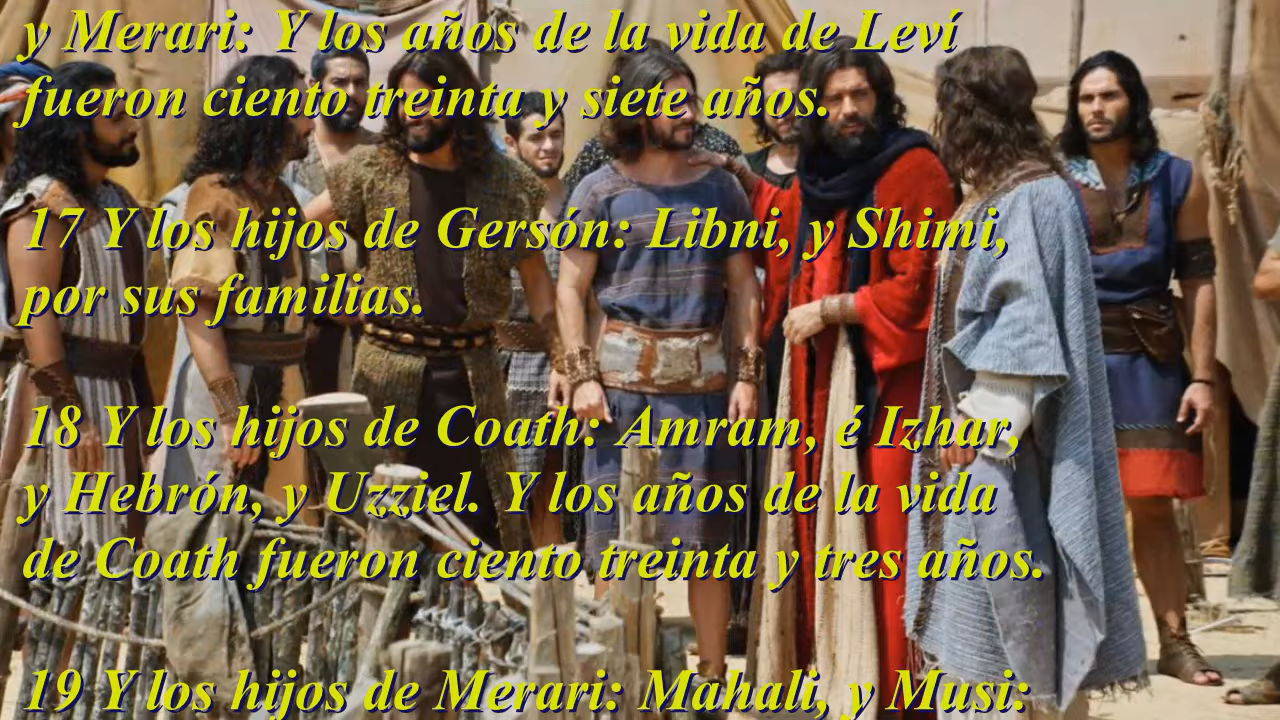 y Merari: Y los años de la vida de Leví
fueron ciento treinta y siete años.
17 Y los hijos de Gersón: Libni, y Shimi,
por sus familias.
18 Y los hijos de Coath: Amram, é Izhar,
y Hebrón, y Uzziel. Y los años de la vida
de Coath fueron ciento treinta y tres años.
19 Y los hijos de Merari: Mahali, y Musi: